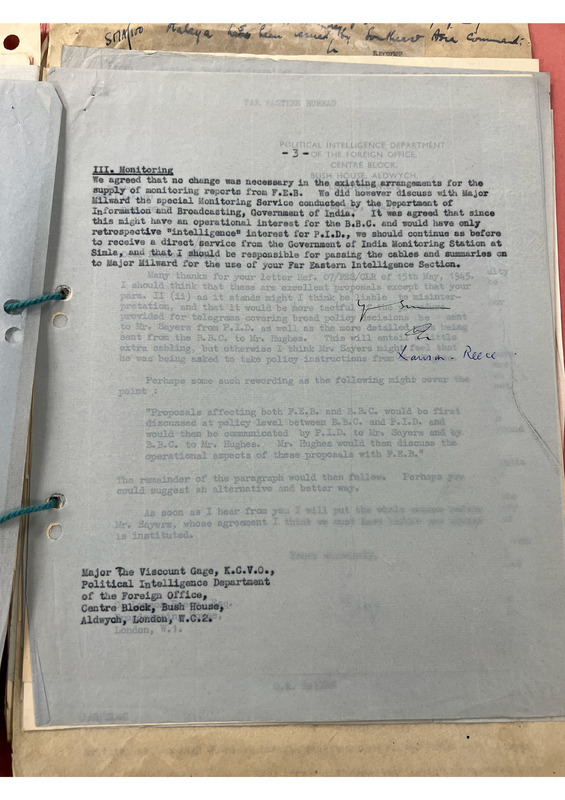 SMA/00 Malaya have been issued by Southeast Asia Command.
FAR EASTERN BUREAU
POLITICAL INTELLIGENCE DEPARTMENT
- 3 -
OF THE FOREIGN OFFICE,
CENTRE BLOCK,
BUSH HOUSE, ALDWYCH,
III. Monitoring
We agreed that no change was necessary in the existing arrangements for the
supply of monitoring reports from F.E.B. We did however discuss with Major
Milward the special Monitoring Service conducted by the Department of
Information and Broadcasting, Government of India. It was agreed that since
this might have an operational interest for the B.B.C. and would have only
retrospective "intelligence" interest for P.I.D., we should continue as before
to receive a direct service from the Government of India Monitoring Station at
Simla, and that I should be responsible for passing the cables and summaries on
to Major Milward for the use of your Far Eastern Intelligence Section.
Many thanks for your letter Ref. 07/ /CLR of 15th May, 1945.
I should think that these are excellent proposals except that your
para. II (ii) as it stands might I think be liable to misinter-
pretation, and that it would be more tactful
provided for telegrams covering broad policy decisions be sent
to Mr. Sayers from P.I.D. as well as the more detailed being
sent from the B.B.C. to Mr. Hughes. This will entail little
extra cabling, but otherwise I think Mr. Sayers might feel that
he was being asked to take policy instructions from
Perhaps some such rewording as the following might cover the
point :
"Proposals affecting both F.E.B. and B.B.C. would be first
discussed at policy level between B.B.C. and P.I.D. and
would then be communicated by P.I.D. to Mr. Sayers and by
B.B.C. to Mr. Hughes. Mr. Hughes would then discuss the
operational aspects of these proposals with F.E.B."
The remainder of the paragraph would then follow. Perhaps you
could suggest an alternative and better way.
As soon as I hear from you I will put the whole
Mr. Sayers, whose agreement I think we must have before
is instituted.
Yours sincerely,
Major The Viscount Gage, K.C.V.O.,
Political Intelligence Department
of the Foreign Office,
Centre Block, Bush House,
Aldwych, London, W.C.2.
London, W.1.